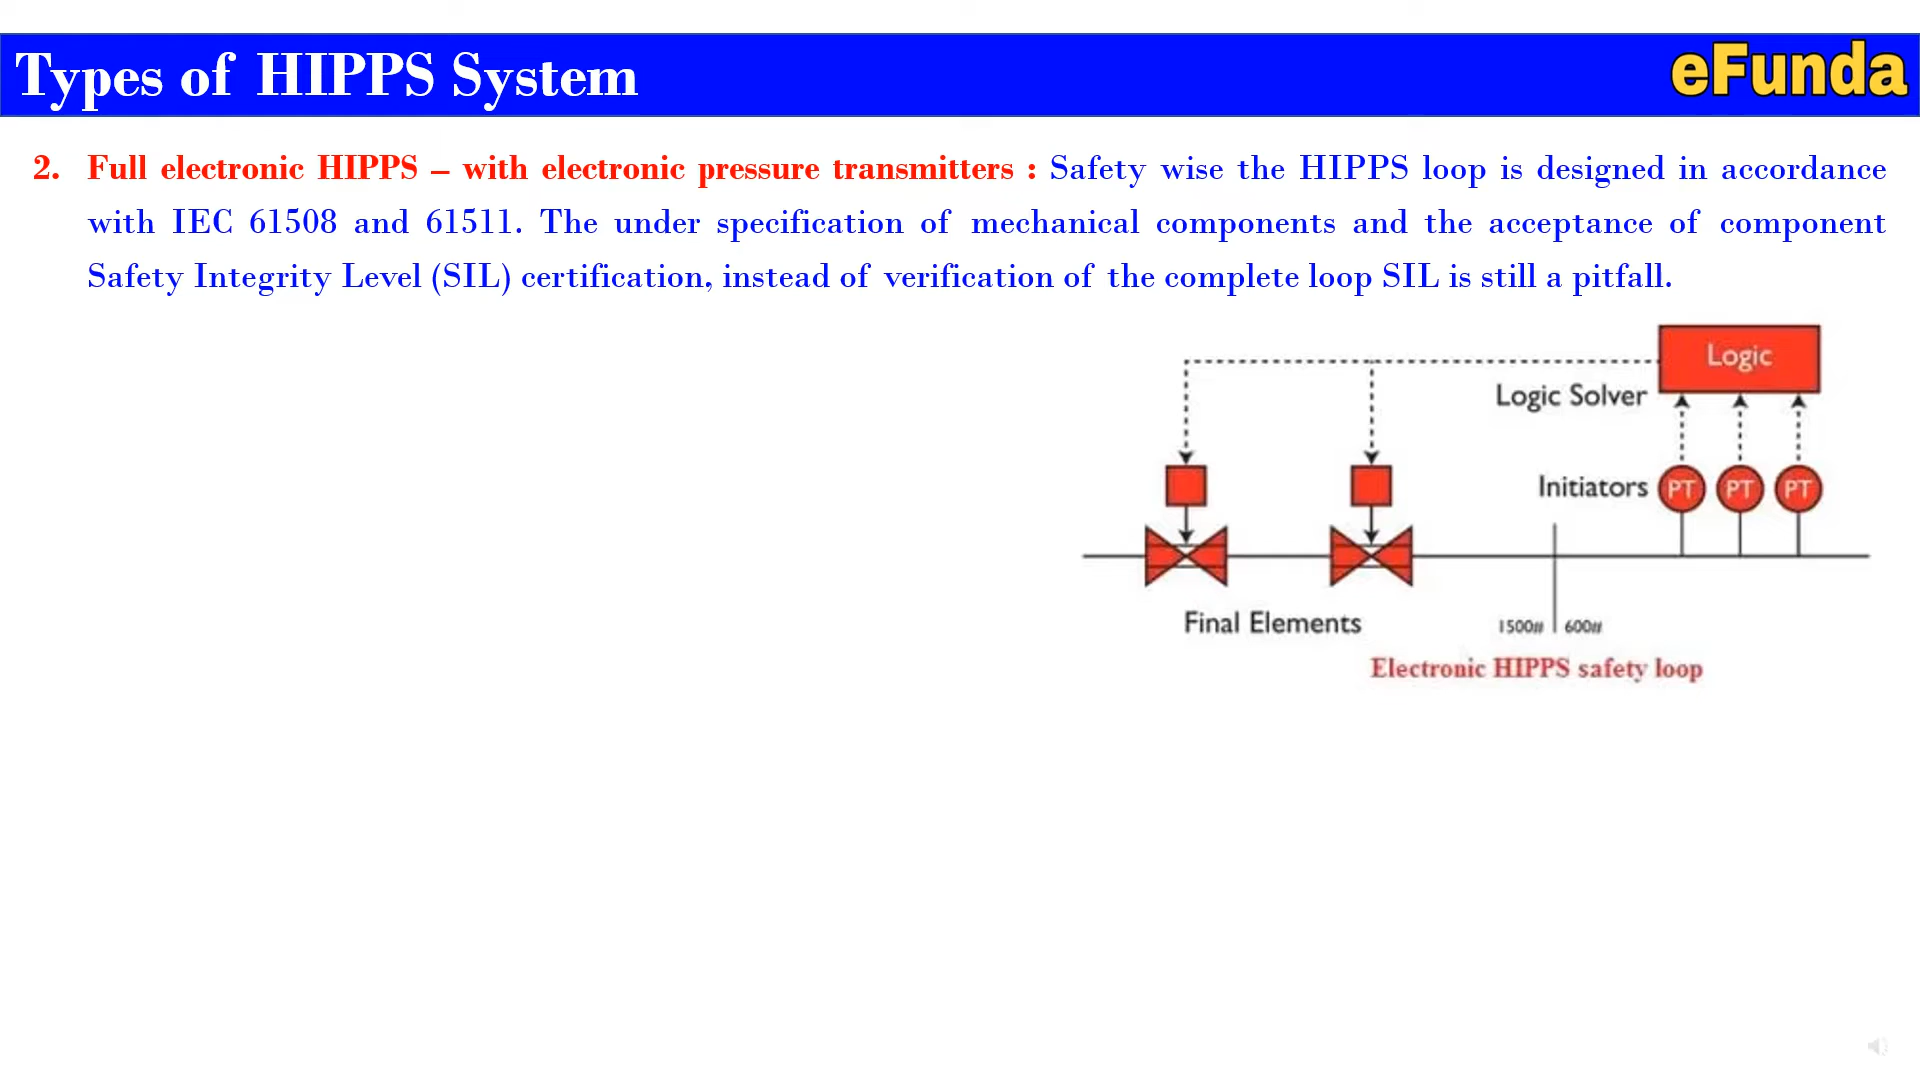 Types of HIPPS System
eFunda
2. Full electronic HIPPS – with electronic pressure transmitters : Safety wise the HIPPS loop is designed in accordance
with IEC 61508 and 61511. The under specification of mechanical components and the acceptance of component
Safety Integrity Level (SIL) certification, instead of verification of the complete loop SIL is still a pitfall.
Logic
Logic Solver
Initiators PT PT PT
Final Elements
1500# 600#
Electronic HIPPS safety loop